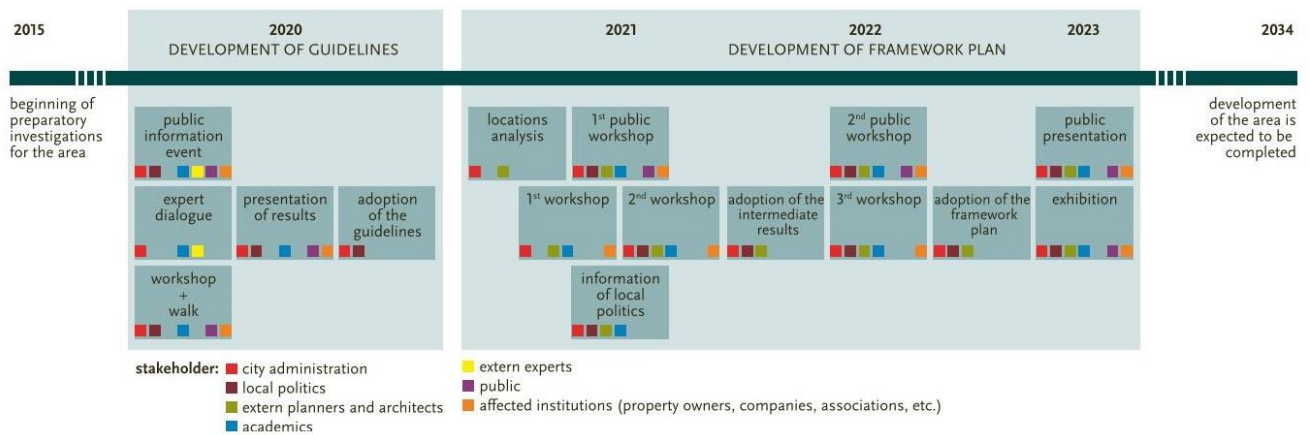 2015
2020
2021
2022
2023
2034
DEVELOPMENT OF GUIDELINES
DEVELOPMENT OF FRAMEWORK PLAN
beginning of
preparatory
investigations
for the area
public
information
event
expert
dialogue
workshop
+
walk
presentation
of results
adoption
of the
guidelines
locations
analysis
1st public
workshop
1st workshop
2nd workshop
information
of local
politics
adoption of the
intermediate
results
2nd public
workshop
3rd workshop
adoption of the
framework
plan
public
presentation
exhibition
development
of the area is
expected to be
completed
stakeholder:
city administration
local politics
extern planners and architects
academics
extern experts
public
affected institutions (property owners, companies, associations, etc.)